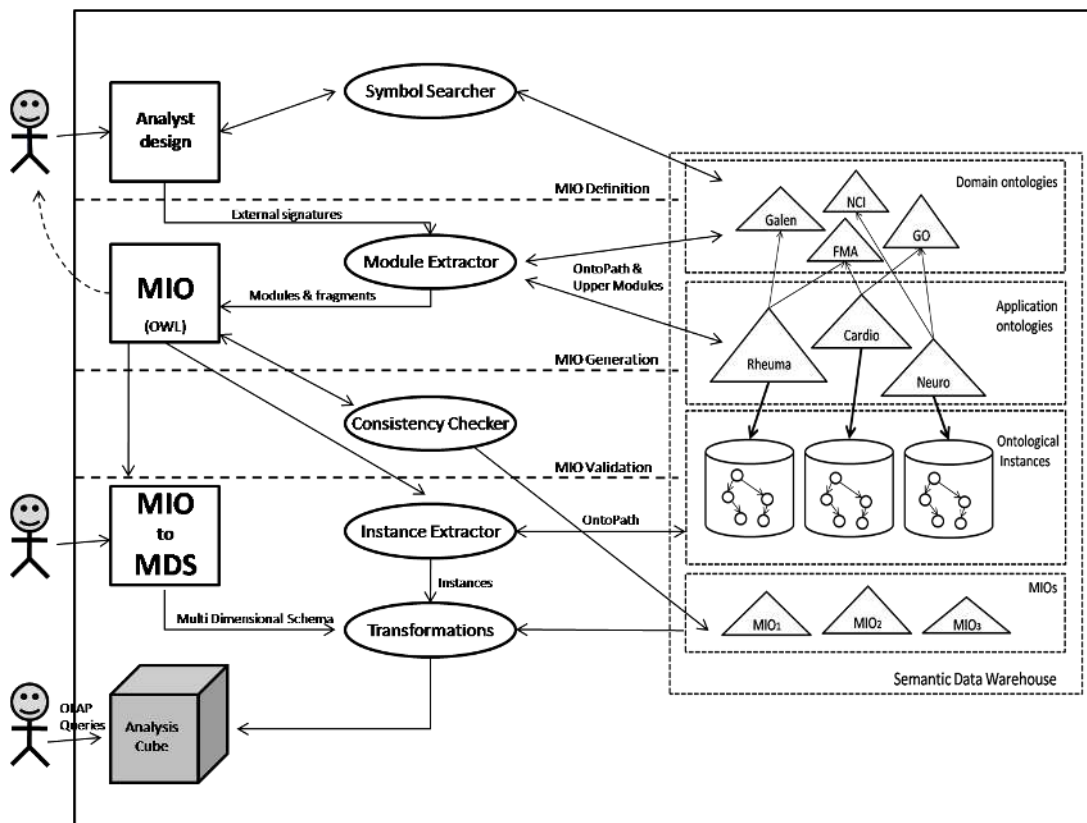 Symbol Searcher
Analyst
design
MIO Definition
External signatures
Module Extractor
OntoPath &
Upper Modules
MIO
(OWL)
Modules & fragments
MIO Generation
Consistency Checker
MIO Validation
MIO
to
MDS
Instance Extractor
OntoPath
Instances
Multi Dimensional Schema
Transformations
OLAP
Queries
Analysis
Cube
Domain ontologies
NCI
Galen
GO
FMA
Application
ontologies
Cardio
Rheuma
Neuro
Ontological
Instances
MIOs
MIO1
MIO2
MIO3
Semantic Data Warehouse